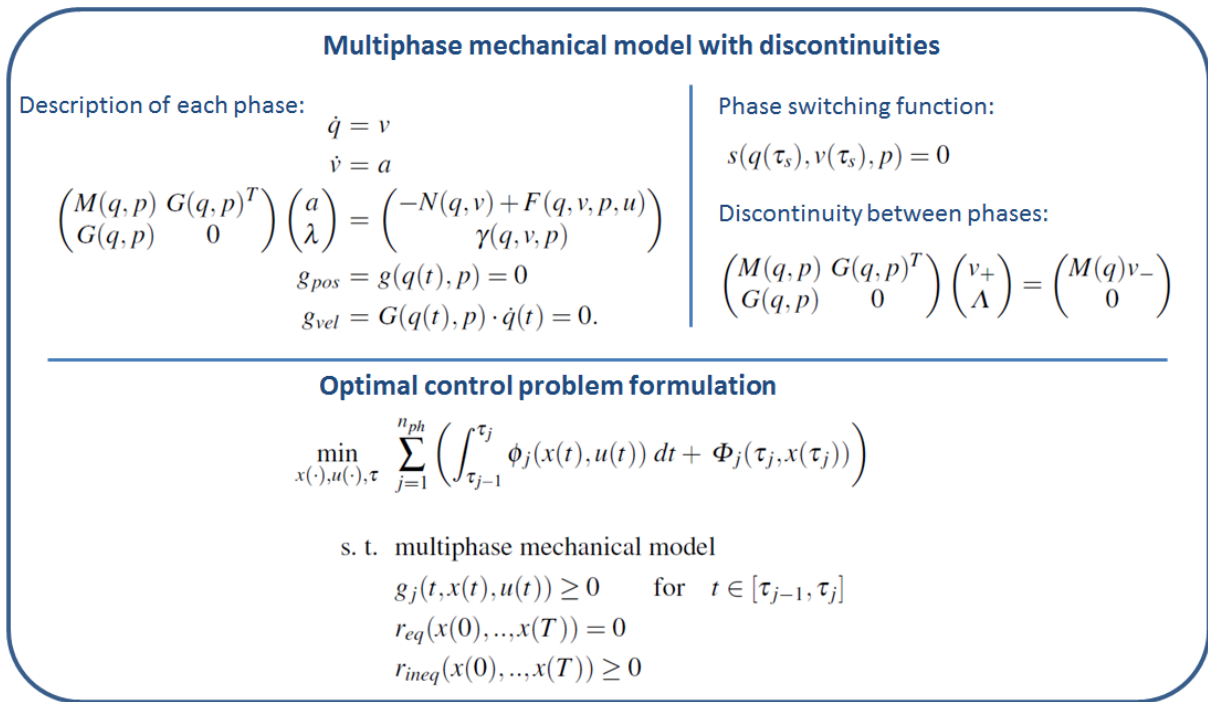 Multiphase mechanical model with discontinuities
Description of each phase:
q̇ = v
v̇ = a
( M(q, p) G(q, p)^T ; G(q, p) 0 ) ( a ; λ ) = ( −N(q, v) + F(q, v, p, u) ; γ(q, v, p) )
g_pos = g(q(t), p) = 0
g_vel = G(q(t), p) · q̇(t) = 0.
Phase switching function:
s(q(τ_s), v(τ_s), p) = 0
Discontinuity between phases:
( M(q, p) G(q, p)^T ; G(q, p) 0 ) ( v_+ ; Λ ) = ( M(q)v_− ; 0 )
Optimal control problem formulation
min_{x(·),u(·),τ} ∑_{j=1}^{n_ph} ( ∫_{τ_{j−1}}^{τ_j} ϕ_j(x(t), u(t)) dt + Φ_j(τ_j, x(τ_j)) )
s. t. multiphase mechanical model
g_j(t, x(t), u(t)) ≥ 0 for t ∈ [τ_{j−1}, τ_j]
r_eq(x(0), .., x(T)) = 0
r_ineq(x(0), .., x(T)) ≥ 0